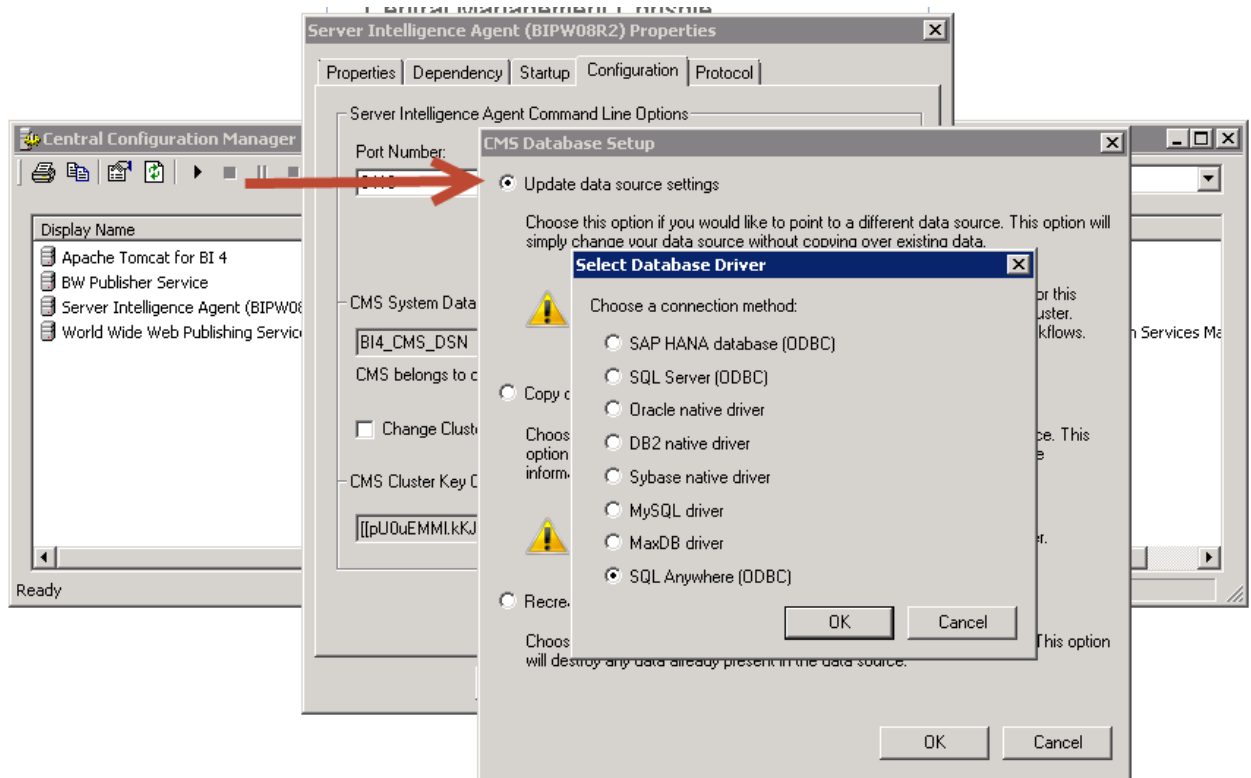 Central Management Console
Server Intelligence Agent (BIPW08R2) Properties
Properties
Dependency
Startup
Configuration
Protocol
Server Intelligence Agent Command Line Options
Port Number:
CMS System Data
BI4_CMS_DSN
CMS belongs to c
Change Cluste
CMS Cluster Key C
Central Configuration Manager
Display Name
Apache Tomcat for BI 4
BW Publisher Service
Server Intelligence Agent (BIPW08
World Wide Web Publishing Servic
n Services Ma
Ready
CMS Database Setup
Update data source settings
Choose this option if you would like to point to a different data source. This option will
simply change your data source without copying over existing data.
or this
uster.
kflows.
Copy c
Choos
ce. This
option
inform
er.
Recre
Choos
This option
will destroy any data already present in the data source.
OK
Cancel
Select Database Driver
Choose a connection method:
SAP HANA database (ODBC)
SQL Server (ODBC)
Oracle native driver
DB2 native driver
Sybase native driver
MySQL driver
MaxDB driver
SQL Anywhere (ODBC)
OK
Cancel